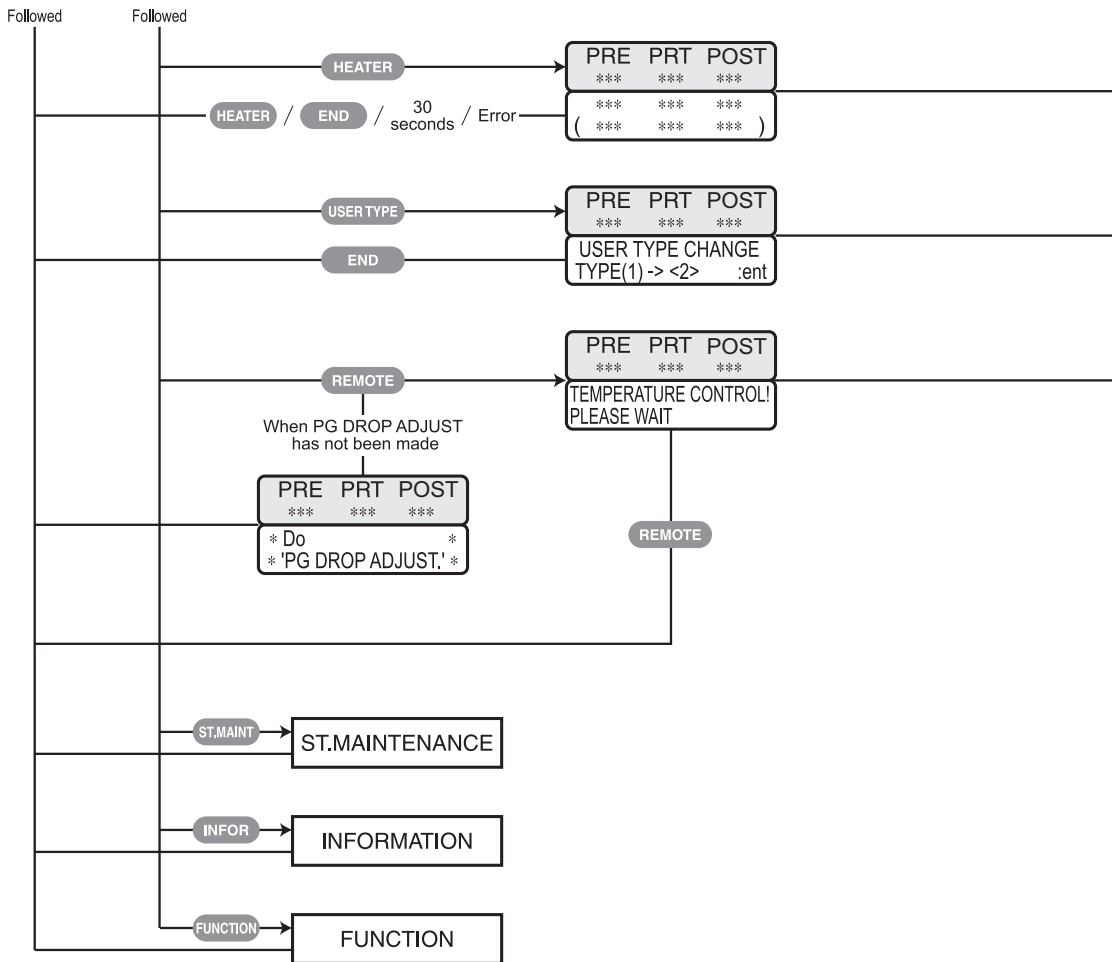 Followed Followed
HEATER
PRE PRT POST
*** *** ***
HEATER / END / 30 seconds / Error
*** *** ***
( *** *** *** )
USER TYPE
PRE PRT POST
*** *** ***
END
USER TYPE CHANGE
TYPE(1) -> <2> :ent
REMOTE
PRE PRT POST
*** *** ***
TEMPERATURE CONTROL!
PLEASE WAIT
When PG DROP ADJUST
has not been made
PRE PRT POST
*** *** ***
* Do *
* 'PG DROP ADJUST.' *
REMOTE
ST.MAINT
ST.MAINTENANCE
INFOR
INFORMATION
FUNCTION
FUNCTION